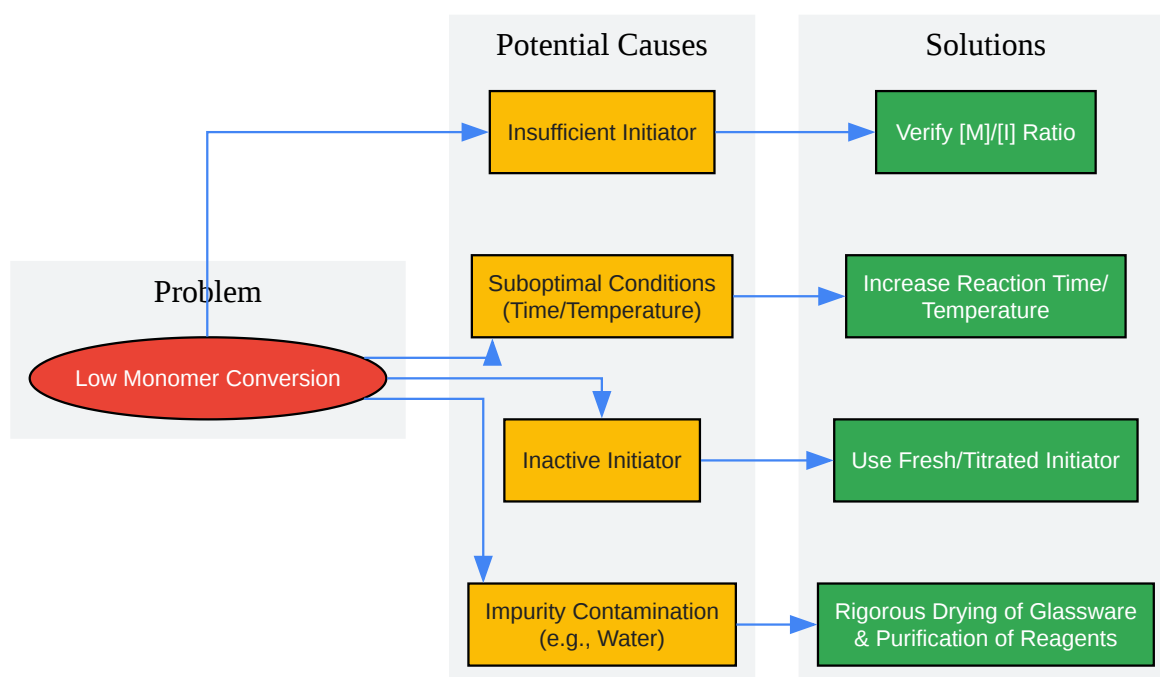 Problem
Low Monomer Conversion
Potential Causes
Insufficient Initiator
Suboptimal Conditions
(Time/Temperature)
Inactive Initiator
Impurity Contamination
(e.g., Water)
Solutions
Verify [M]/[I] Ratio
Increase Reaction Time/
Temperature
Use Fresh/Titrated Initiator
Rigorous Drying of Glassware
& Purification of Reagents